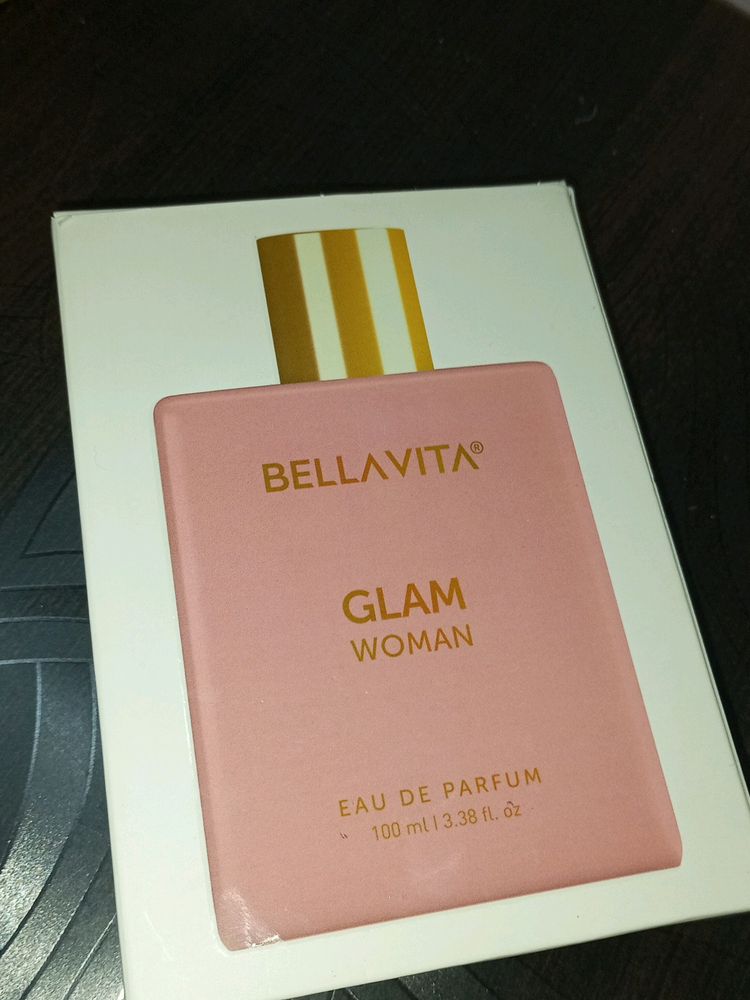 BELLAVITA®
GLAM
WOMAN
EAU DE PARFUM
100 ml | 3.38 fl. oz